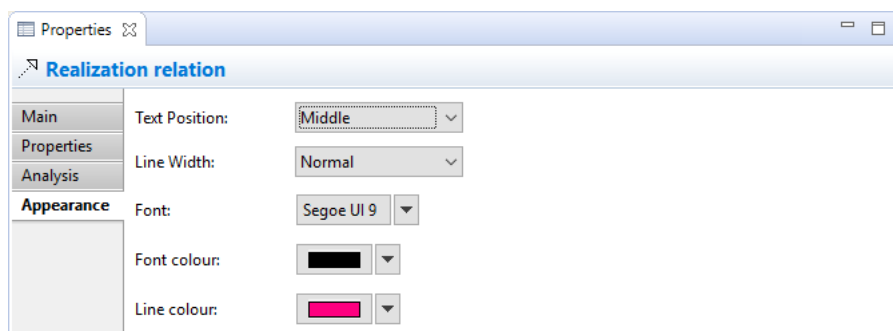 Properties
Realization relation
Main
Properties
Analysis
Appearance
Text Position: Middle
Line Width: Normal
Font: Segoe UI 9
Font colour:
Line colour: